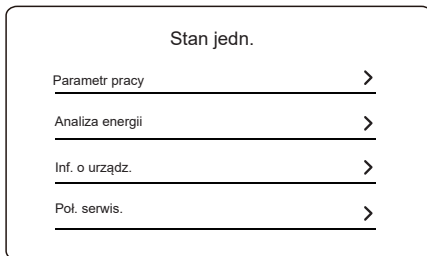 Stan jedn.
Parametr pracy
Analiza energii
Inf. o urządz.
Poł. serwis.